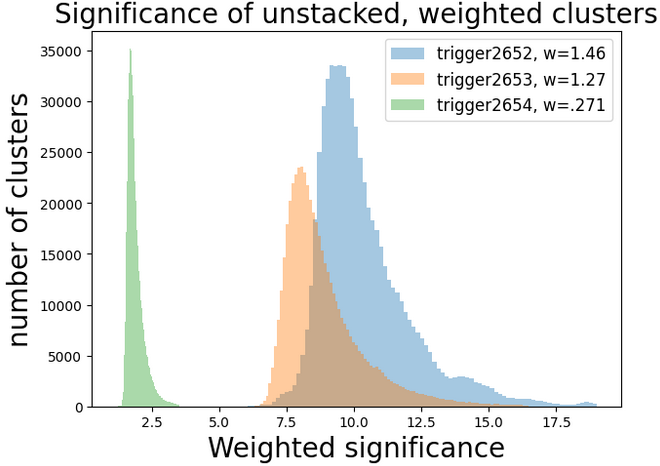 Significance of unstacked, weighted clusters
trigger2652, w=1.46
trigger2653, w=1.27
trigger2654, w=.271
number of clusters
35000
30000
25000
20000
15000
10000
5000
0
2.5 5.0 7.5 10.0 12.5 15.0 17.5
Weighted significance